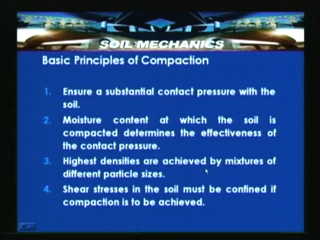 SOIL MECHANICS
Basic Principles of Compaction
1. Ensure a substantial contact pressure with the
soil.
2. Moisture content at which the soil is
compacted determines the effectiveness of
the contact pressure.
3. Highest densities are achieved by mixtures of
different particle sizes.
4. Shear stresses in the soil must be confined if
compaction is to be achieved.